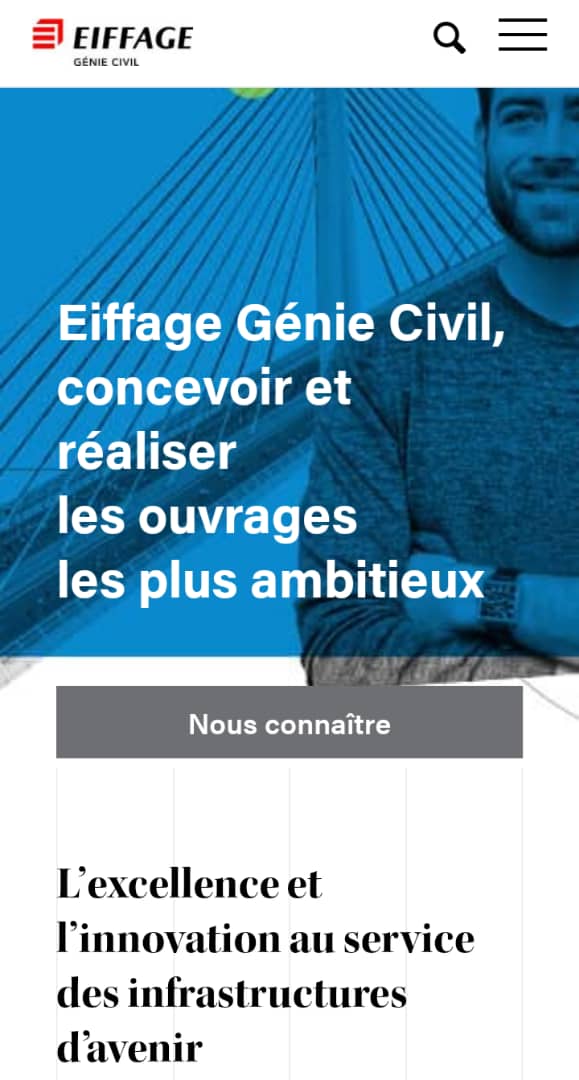 EIFFAGE
GÉNIE CIVIL
Eiffage Génie Civil,
concevoir et
réaliser
les ouvrages
les plus ambitieux
Nous connaître
L’excellence et
l’innovation au service
des infrastructures
d’avenir